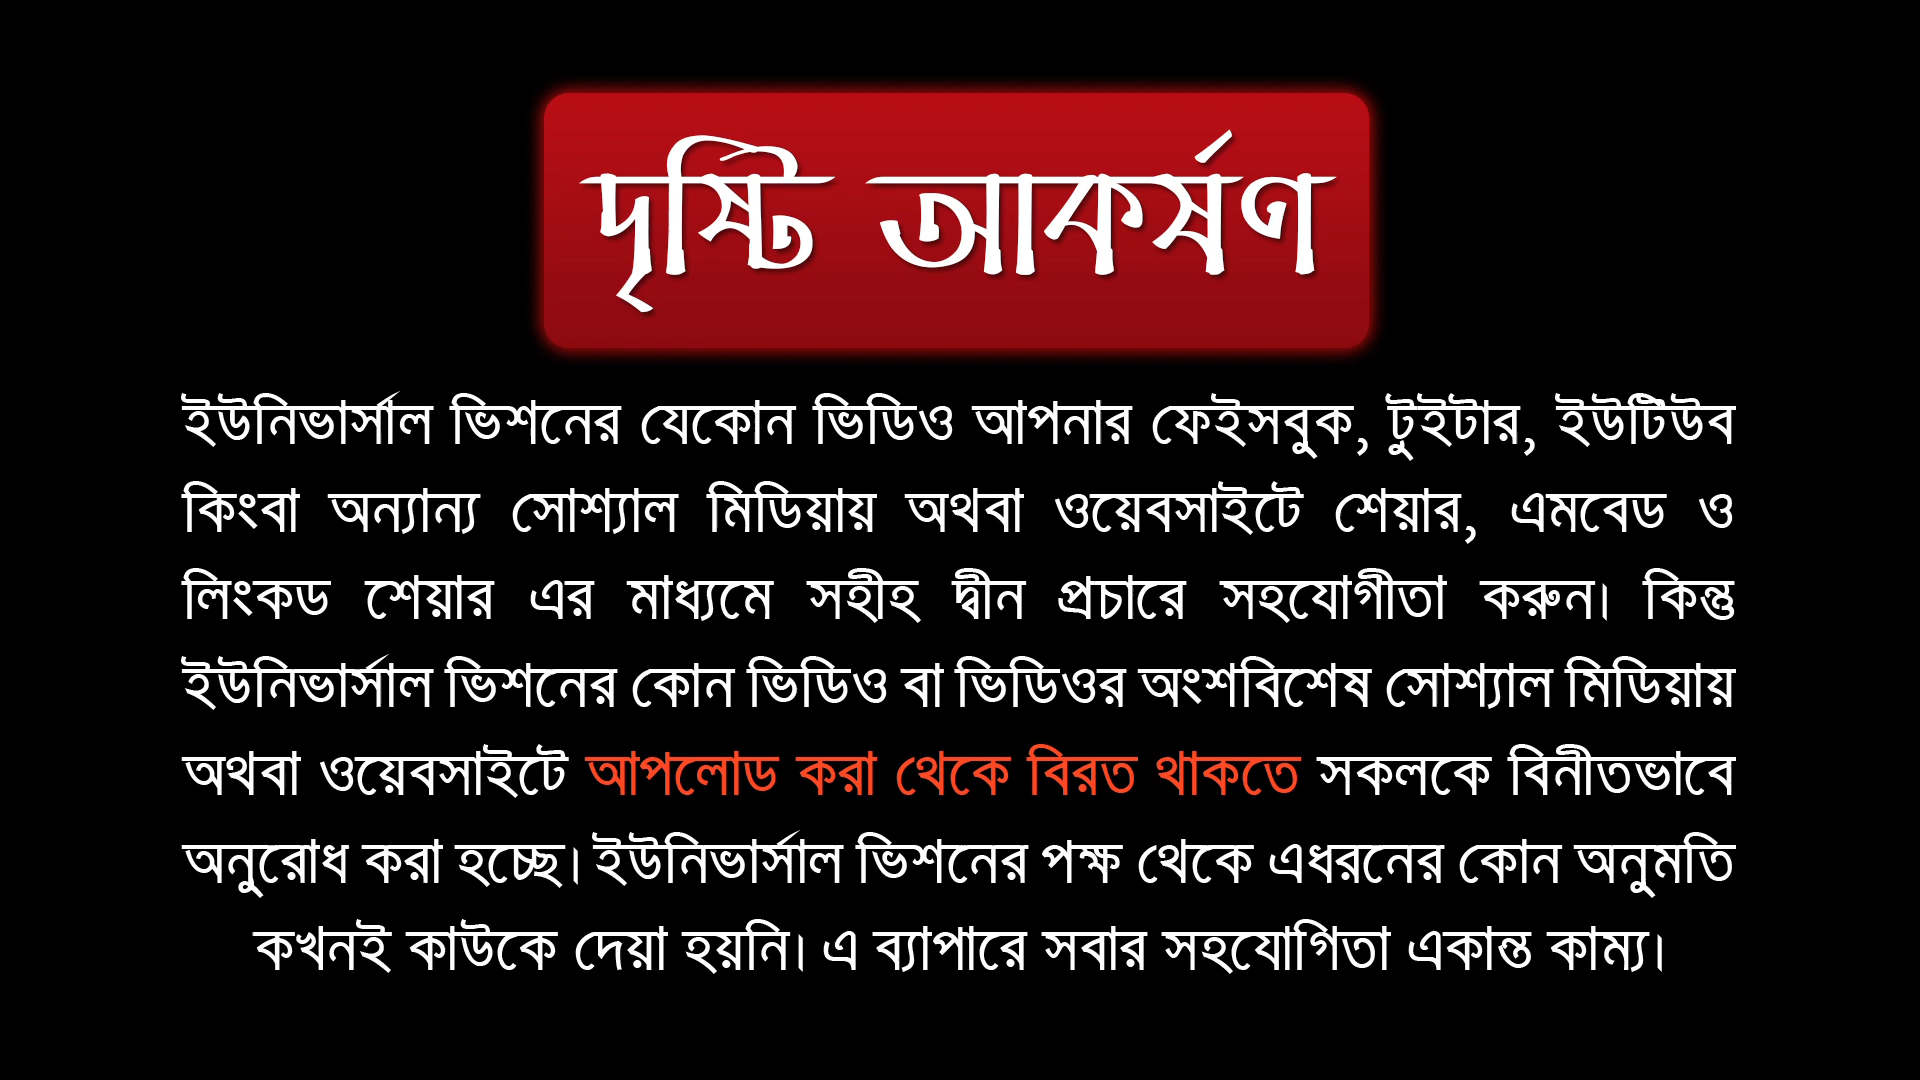 দৃষ্টি আকর্ষণ
ইউনিভার্সাল ভিশনের যেকোন ভিডিও আপনার ফেইসবুক, টুইটার, ইউটিউব
কিংবা অন্যান্য সোশ্যাল মিডিয়ায় অথবা ওয়েবসাইটে শেয়ার, এমবেড ও
লিংকড শেয়ার এর মাধ্যমে সহীহ দ্বীন প্রচারে সহযোগীতা করুন। কিন্তু
ইউনিভার্সাল ভিশনের কোন ভিডিও বা ভিডিওর অংশবিশেষ সোশ্যাল মিডিয়ায়
অথবা ওয়েবসাইটে আপলোড করা থেকে বিরত থাকতে সকলকে বিনীতভাবে
অনুরোধ করা হচ্ছে। ইউনিভার্সাল ভিশনের পক্ষ থেকে এধরনের কোন অনুমতি
কখনই কাউকে দেয়া হয়নি। এ ব্যাপারে সবার সহযোগিতা একান্ত কাম্য।